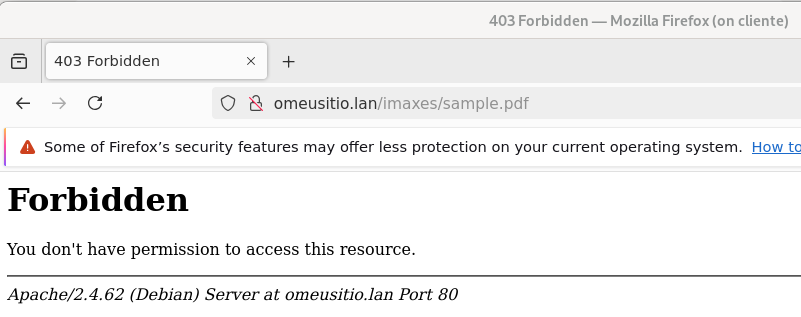 403 Forbidden — Mozilla Firefox (on cliente)
403 Forbidden
omeusitio.lan/imaxes/sample.pdf
Some of Firefox’s security features may offer less protection on your current operating system. How to
Forbidden
You don't have permission to access this resource.
Apache/2.4.62 (Debian) Server at omeusitio.lan Port 80